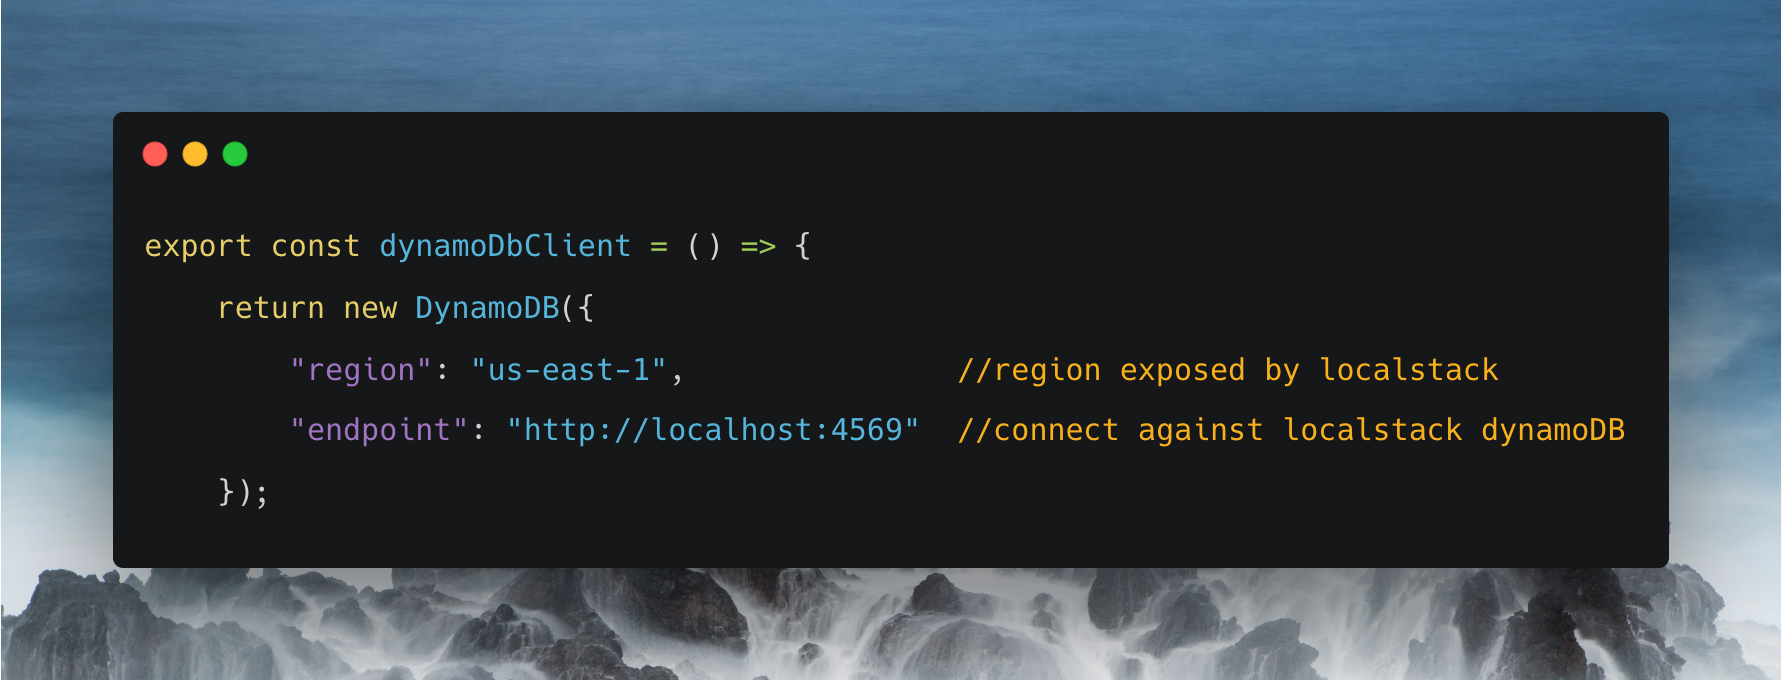 export const dynamoDbClient = () => {
    return new DynamoDB({
        "region": "us-east-1",               //region exposed by localstack
        "endpoint": "http://localhost:4569"  //connect against localstack dynamoDB
    });